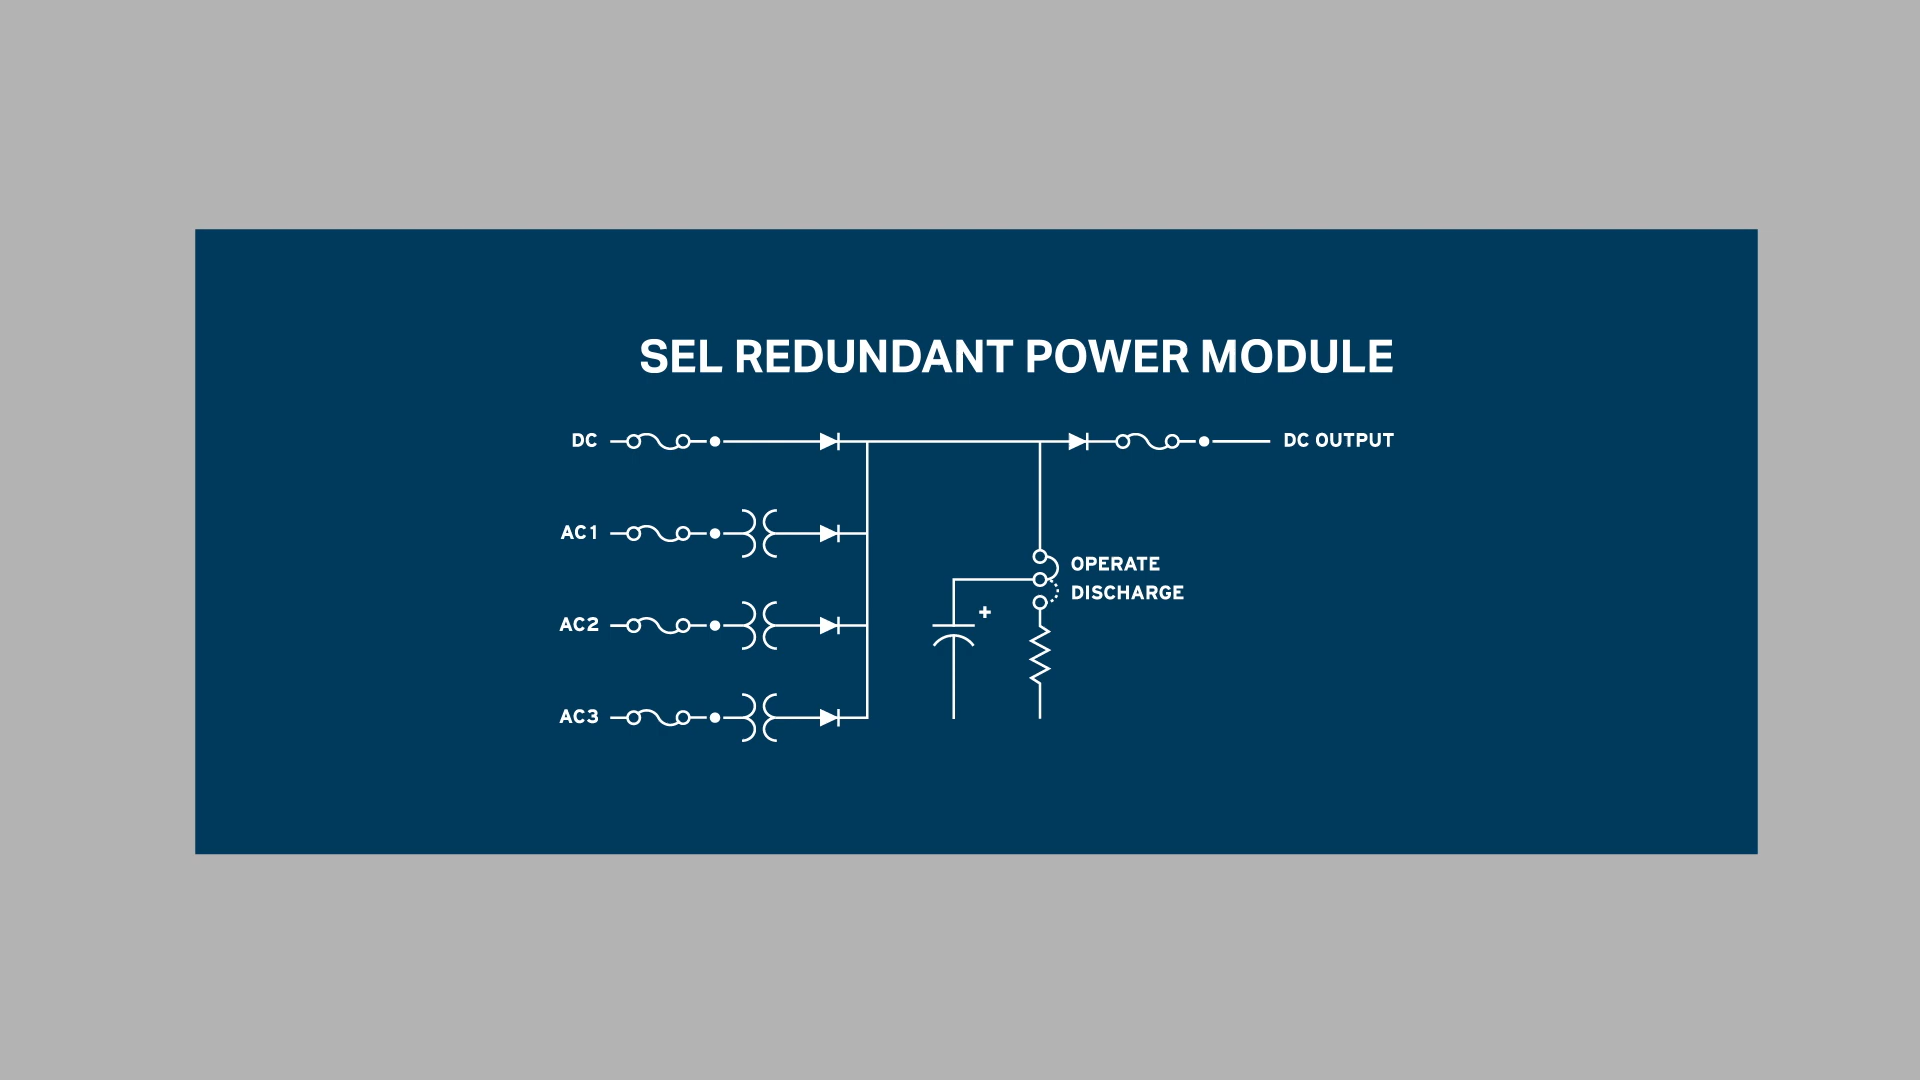 SEL REDUNDANT POWER MODULE
DC
DC OUTPUT
AC1
OPERATE
DISCHARGE
+
AC2
AC3